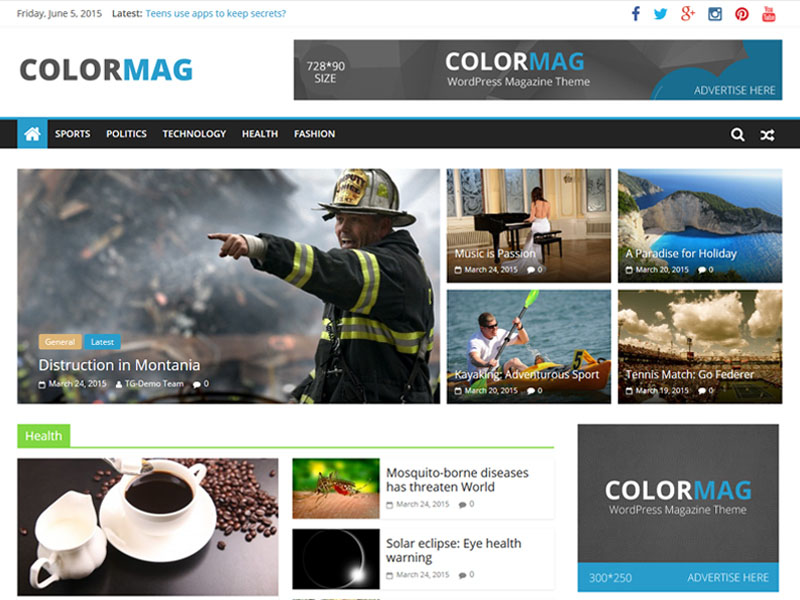 Friday, June 5, 2015 Latest: Teens use apps to keep secrets?
COLORMAG
728*90
SIZE
COLORMAG
WordPress Magazine Theme
ADVERTISE HERE
SPORTS POLITICS TECHNOLOGY HEALTH FASHION
General Latest
Distruction in Montania
March 24, 2015 TG-Demo Team 0
Music is Passion
March 24, 2015 0
A Paradise for Holiday
March 20, 2015 0
Kayaking: Adventurous Sport
March 20, 2015 0
Tennis Match: Go Federer
March 19, 2015 0
Health
Mosquito-borne diseases
has threaten World
March 24, 2015 0
Solar eclipse: Eye health
warning
March 24, 2015 0
COLORMAG
WordPress Magazine Theme
300*250 ADVERTISE HERE